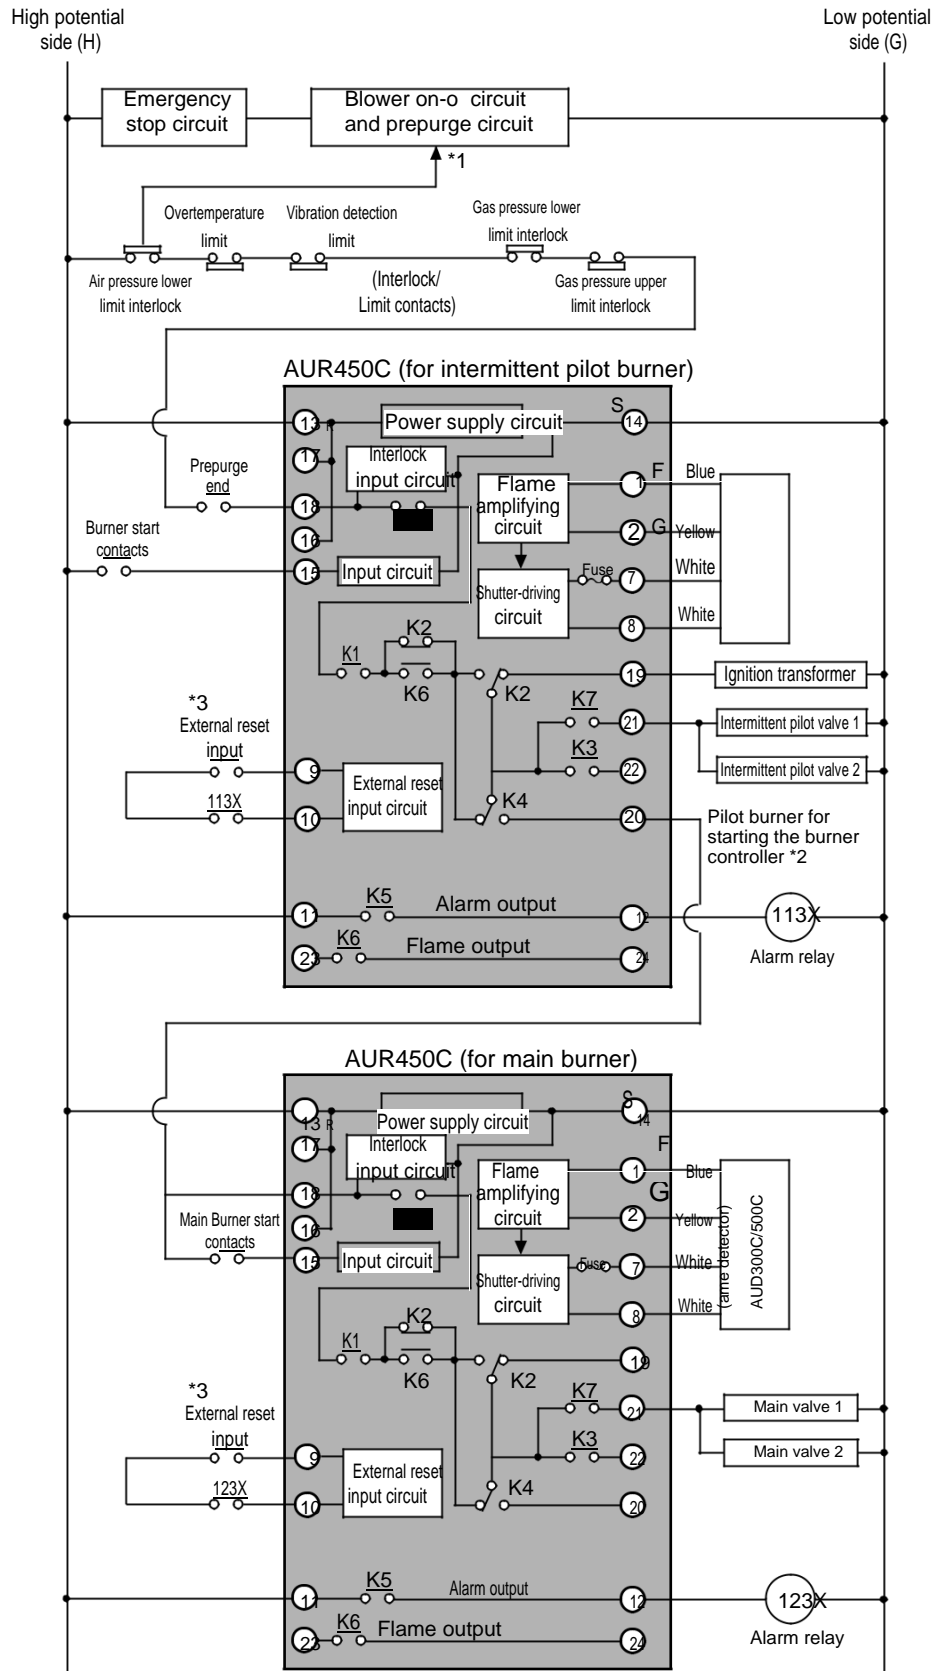 High potential
side (H)
Low potential
side (G)
Emergency
stop circuit
Blower on-o circuit
and prepurge circuit
*1
Overtemperature
limit
Vibration detection
limit
Gas pressure lower
limit interlock
Air pressure lower
limit interlock
(Interlock/
Limit contacts)
Gas pressure upper
limit interlock
AUR450C (for intermittent pilot burner)
13 R
Power supply circuit
S
14
17
Interlock
input circuit
Prepurge
end
18
Flame
amplifying
circuit
1
F
Blue
16
2
G
Yellow
Burner start
contacts
15
Input circuit
Shutter-driving
circuit
Fuse
7
White
8
White
K2
K1
K6
K2
19
Ignition transformer
*3
External reset
input
K7
21
Intermittent pilot valve 1
K3
22
Intermittent pilot valve 2
9
External reset
input circuit
113X
10
K4
20
Pilot burner for
starting the burner
controller *2
11
K5
Alarm output
12
113X
Alarm relay
23
K6
Flame output
24
AUR450C (for main burner)
13 R
Power supply circuit
S
14
17
Interlock
input circuit
F
1
Blue
18
Flame
amplifying
circuit
G
2
Yellow
Main Burner start
contacts
16
15
Input circuit
Shutter-driving
circuit
Fuse
7
White
8
White
(ame detector)
AUD300C/500C
K2
K1
K6
K2
19
*3
External reset
input
K7
21
Main valve 1
K3
22
Main valve 2
9
External reset
input circuit
123X
10
K4
20
11
K5
Alarm output
12
123X
Alarm relay
23
K6
Flame output
24